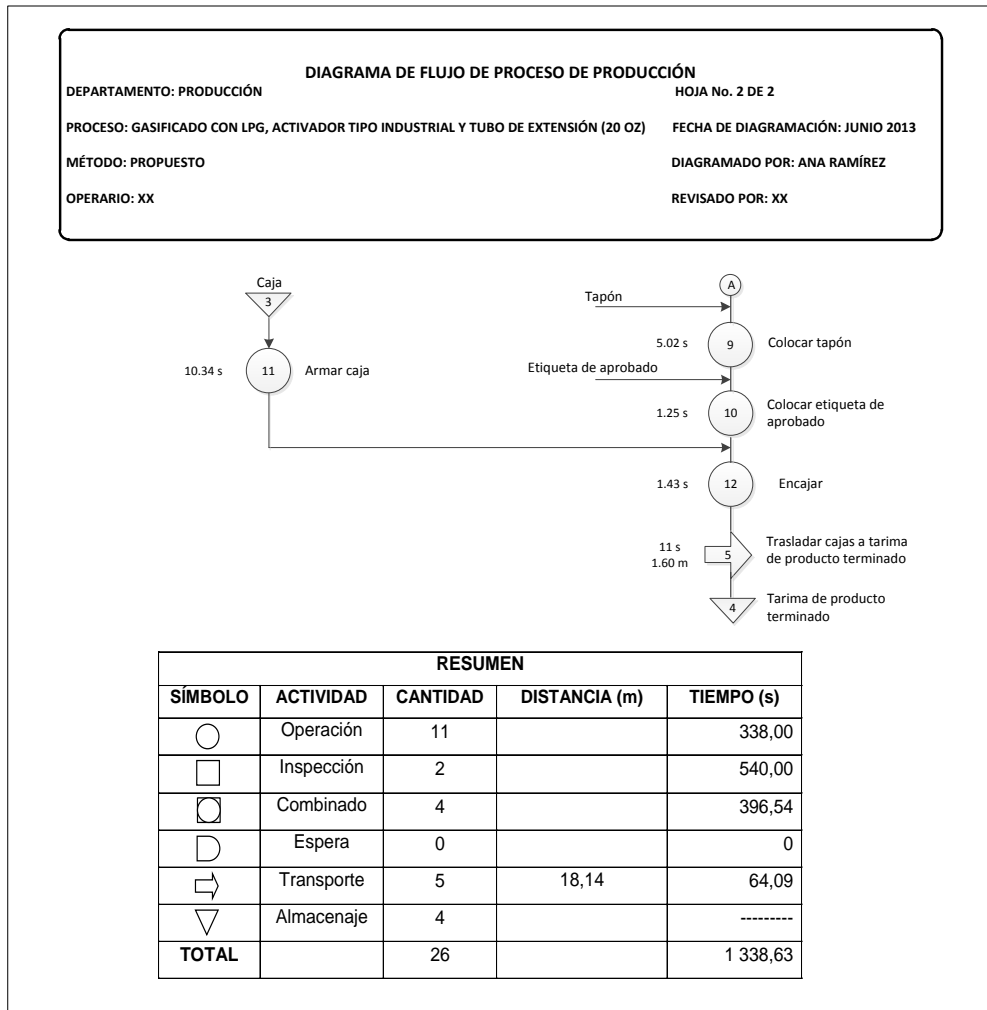 DIAGRAMA DE FLUJO DE PROCESO DE PRODUCCIÓN
DEPARTAMENTO: PRODUCCIÓN HOJA No. 2 DE 2
PROCESO: GASIFICADO CON LPG, ACTIVADOR TIPO INDUSTRIAL Y TUBO DE EXTENSIÓN (20 OZ) FECHA DE DIAGRAMACIÓN: JUNIO 2013
MÉTODO: PROPUESTO DIAGRAMADO POR: ANA RAMÍREZ
OPERARIO: XX REVISADO POR: XX
Caja
3
10.34 s 11 Armar caja
A
Tapón
5.02 s 9 Colocar tapón
Etiqueta de aprobado
1.25 s 10 Colocar etiqueta de
aprobado
1.43 s 12 Encajar
11 s
1.60 m
5
Trasladar cajas a tarima
de producto terminado
4
Tarima de producto
terminado
RESUMEN
SÍMBOLO ACTIVIDAD CANTIDAD DISTANCIA (m) TIEMPO (s)
Operación 11 338,00
Inspección 2 540,00
Combinado 4 396,54
Espera 0 0
Transporte 5 18,14 64,09
Almacenaje 4 ---------
TOTAL 26 1 338,63